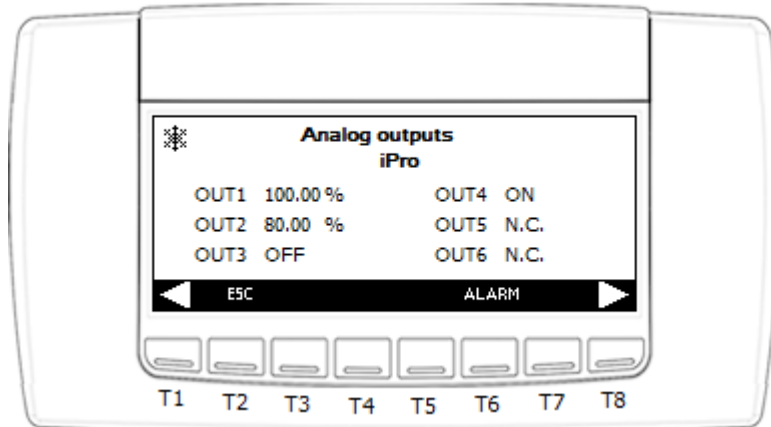 Analog outputs
iPro
OUT1 100.00 % OUT4 ON
OUT2 80.00 % OUT5 N.C.
OUT3 OFF OUT6 N.C.
ESC ALARM
T1 T2 T3 T4 T5 T6 T7 T8